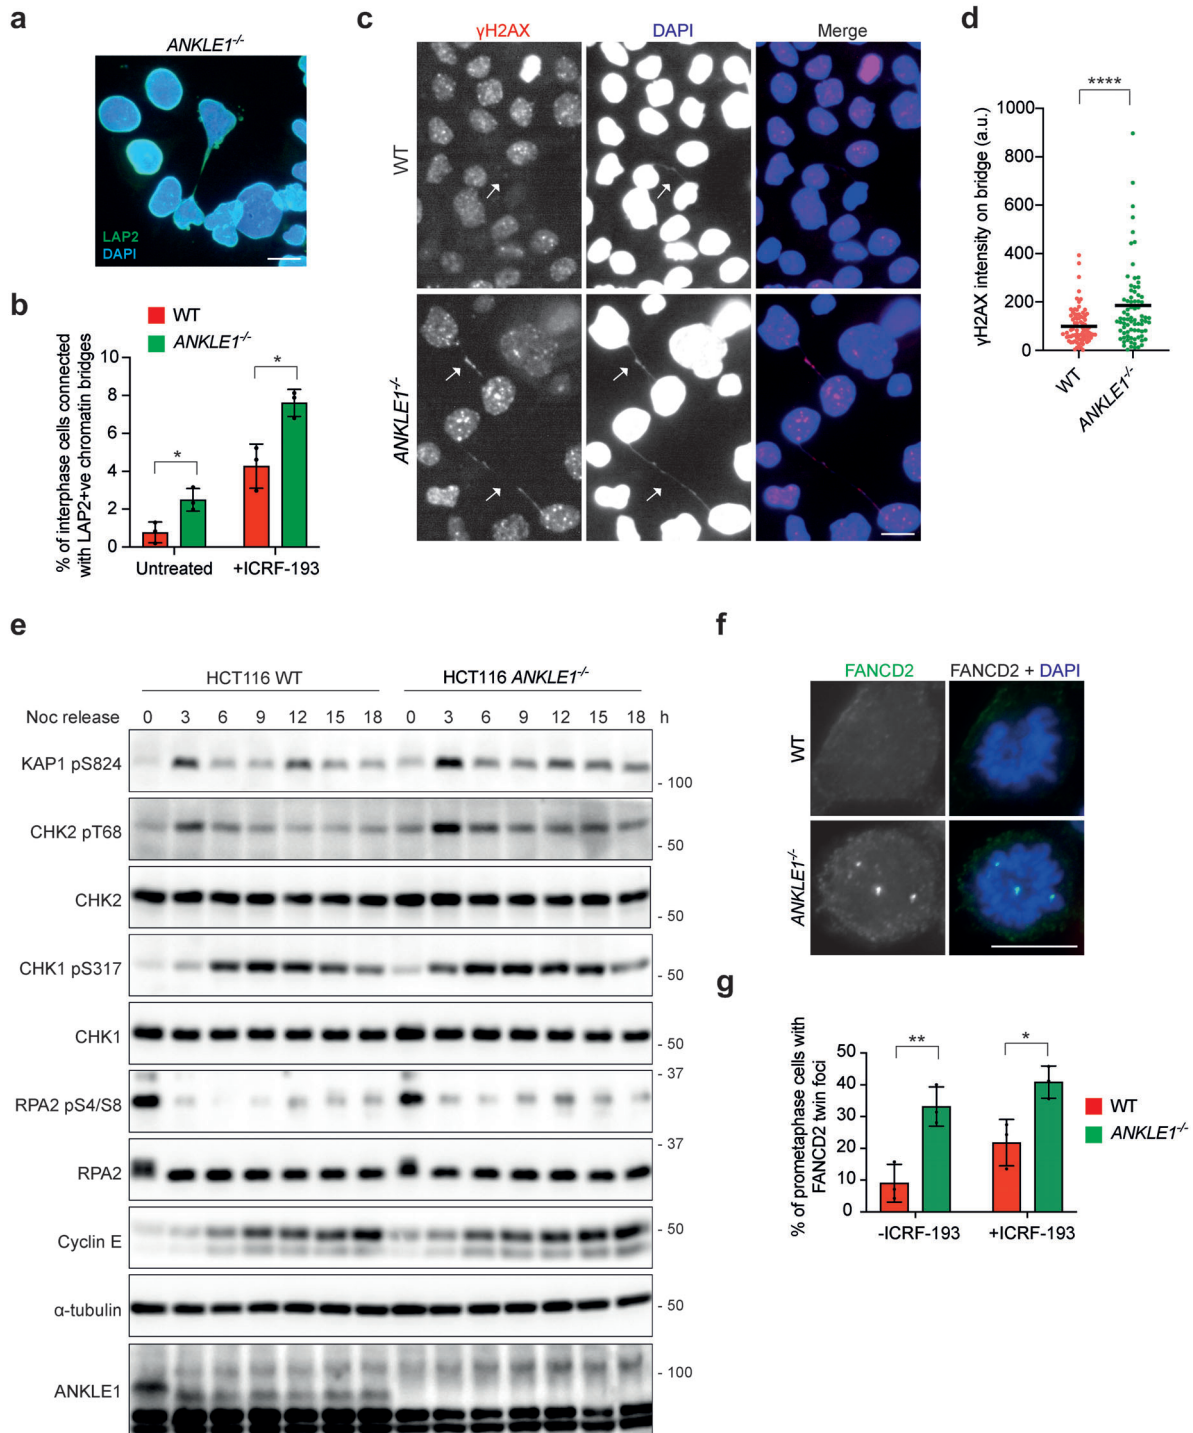 a
ANKLE1-/-
LAP2
DAPI
b
WT
ANKLE1-/-
% of interphase cells connected
with LAP2+ve chromatin bridges
10
8
6
4
2
0
*
*
Untreated
+ICRF-193
c
γH2AX
DAPI
Merge
WT
ANKLE1-/-
d
****
γH2AX intensity on bridge (a.u.)
1000
800
600
400
200
0
WT
ANKLE1-/-
e
HCT116 WT
HCT116 ANKLE1-/-
Noc release 0 3 6 9 12 15 18 0 3 6 9 12 15 18 h
KAP1 pS824
- 100
CHK2 pT68
- 50
CHK2
- 50
CHK1 pS317
- 50
CHK1
- 50
- 37
RPA2 pS4/S8
- 37
RPA2
- 50
Cyclin E
α-tubulin
- 50
- 100
ANKLE1
f
FANCD2
FANCD2 + DAPI
WT
ANKLE1-/-
g
% of prometaphase cells with
FANCD2 twin foci
50
40
30
20
10
0
**
*
-ICRF-193
+ICRF-193
WT
ANKLE1-/-